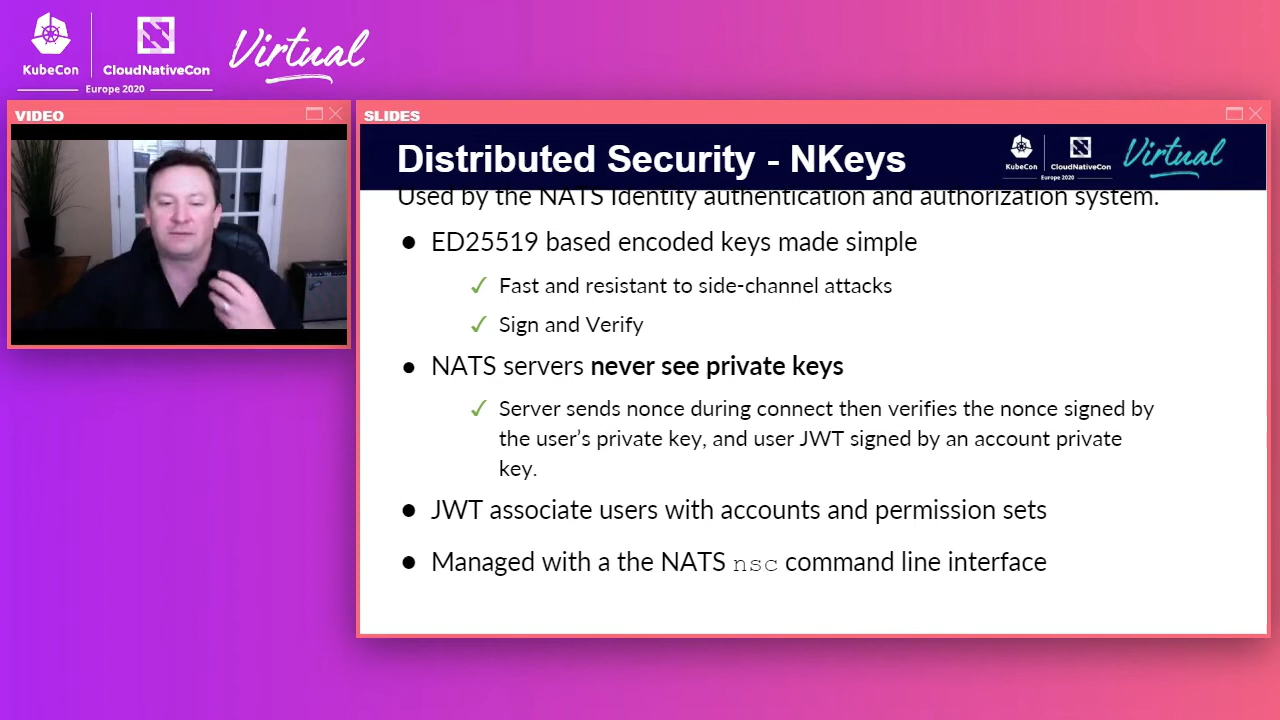 KubeCon
CloudNativeCon
Europe 2020
Virtual
VIDEO
SLIDES
Distributed Security - NKeys
KubeCon
CloudNativeCon
Europe 2020
Virtual
Used by the NATS Identity authentication and authorization system.
● ED25519 based encoded keys made simple
✓ Fast and resistant to side-channel attacks
✓ Sign and Verify
● NATS servers never see private keys
✓ Server sends nonce during connect then verifies the nonce signed by
the user’s private key, and user JWT signed by an account private
key.
● JWT associate users with accounts and permission sets
● Managed with a the NATS nsc command line interface